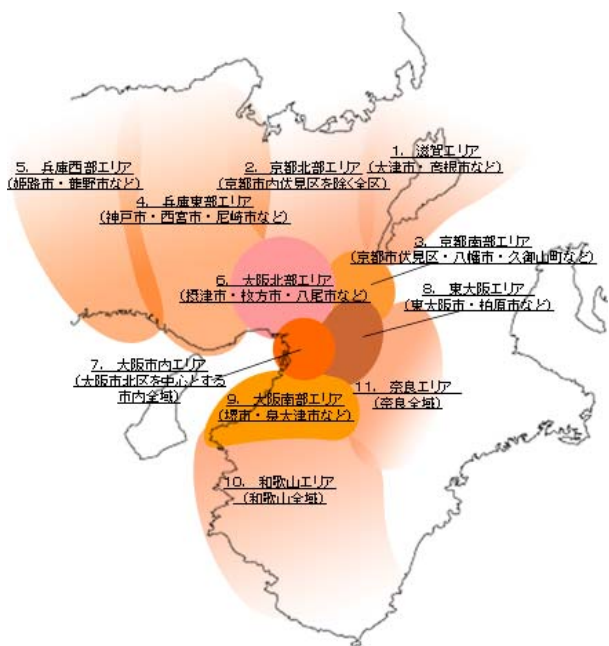 1. 滋賀エリア
(大津市・彦根市など)
2. 京都北部エリア
(京都市内伏見区を除く全区)
3. 京都南部エリア
(京都市伏見区・八幡市・久御山町など)
4. 兵庫東部エリア
(神戸市・西宮市・尼崎市など)
5. 兵庫西部エリア
(姫路市・龍野市など)
6. 大阪北部エリア
(摂津市・枚方市・八尾市など)
7. 大阪市内エリア
(大阪市北区を中心とする
市内全域)
8. 東大阪エリア
(東大阪市・柏原市など)
9. 大阪南部エリア
(堺市・泉大津市など)
10. 和歌山エリア
(和歌山全域)
11. 奈良エリア
(奈良全域)